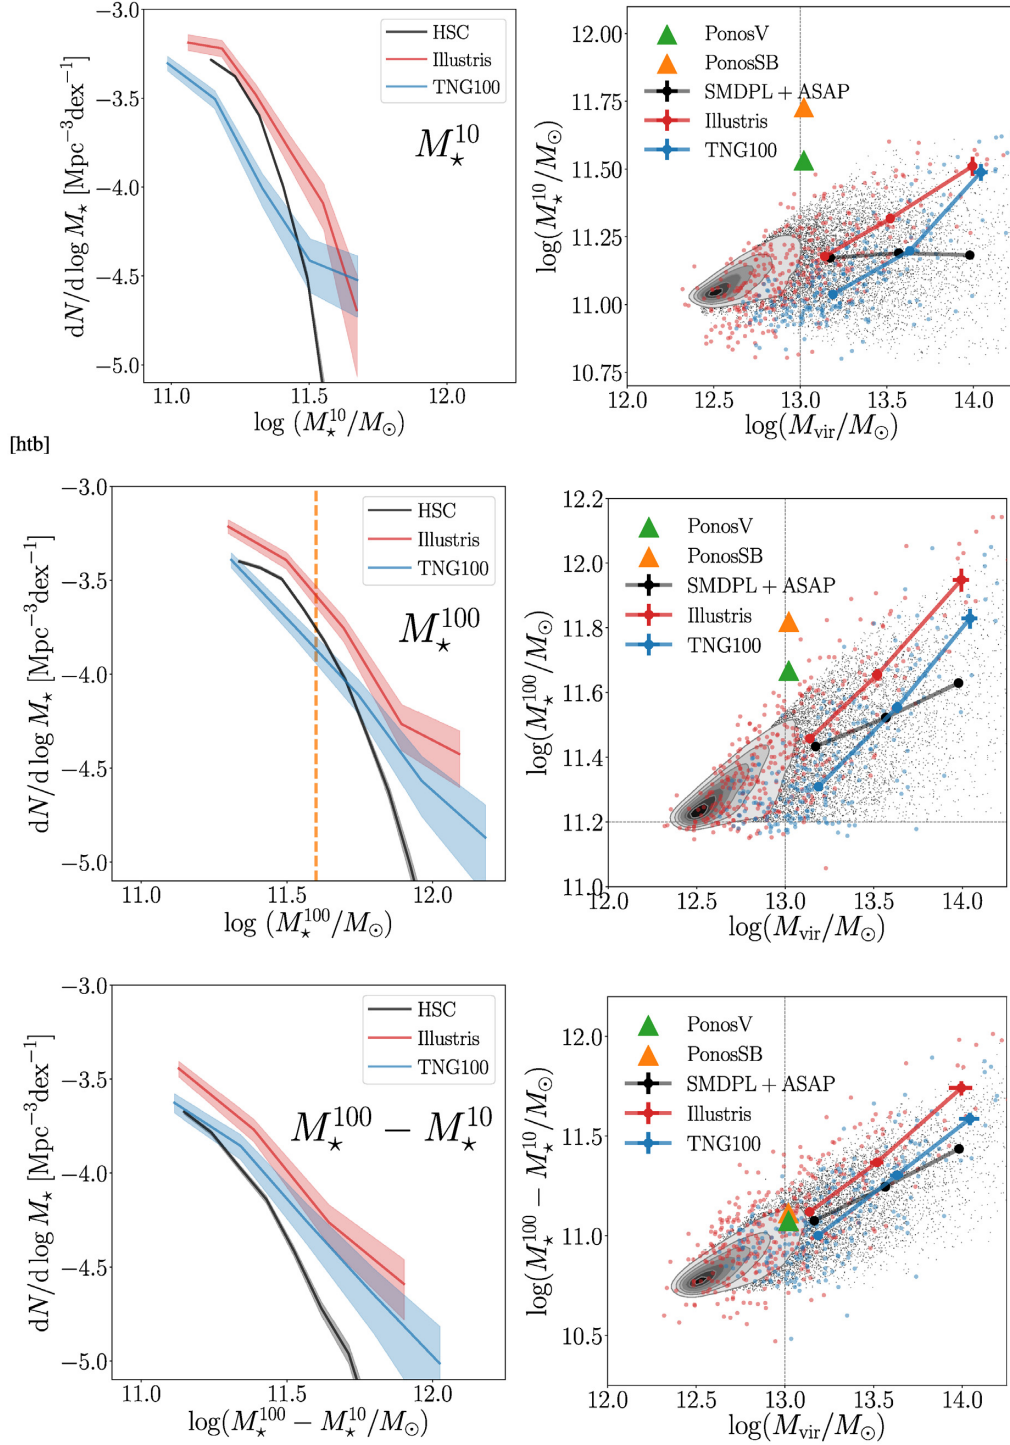 −3.0
−3.5
−4.0
−4.5
−5.0
dN/d log M⋆ [Mpc⁻³dex⁻¹]
HSC
Illustris
TNG100
M⋆¹⁰
11.0 11.5 12.0
log (M⋆¹⁰/M⊙)
12.00
11.75
11.50
11.25
11.00
10.75
log(M⋆¹⁰/M⊙)
PonosV
PonosSB
SMDPL + ASAP
Illustris
TNG100
12.0 12.5 13.0 13.5 14.0
log(Mvir/M⊙)
[htb]
−3.0
−3.5
−4.0
−4.5
−5.0
dN/d log M⋆ [Mpc⁻³dex⁻¹]
HSC
Illustris
TNG100
M⋆¹⁰⁰
11.0 11.5 12.0
log (M⋆¹⁰⁰/M⊙)
12.2
12.0
11.8
11.6
11.4
11.2
11.0
log(M⋆¹⁰⁰/M⊙)
PonosV
PonosSB
SMDPL + ASAP
Illustris
TNG100
12.0 12.5 13.0 13.5 14.0
log(Mvir/M⊙)
−3.0
−3.5
−4.0
−4.5
−5.0
dN/d log M⋆ [Mpc⁻³dex⁻¹]
HSC
Illustris
TNG100
M⋆¹⁰⁰ − M⋆¹⁰
11.0 11.5 12.0
log(M⋆¹⁰⁰ − M⋆¹⁰/M⊙)
12.0
11.5
11.0
10.5
log(M⋆¹⁰⁰ − M⋆¹⁰/M⊙)
PonosV
PonosSB
SMDPL + ASAP
Illustris
TNG100
12.0 12.5 13.0 13.5 14.0
log(Mvir/M⊙)